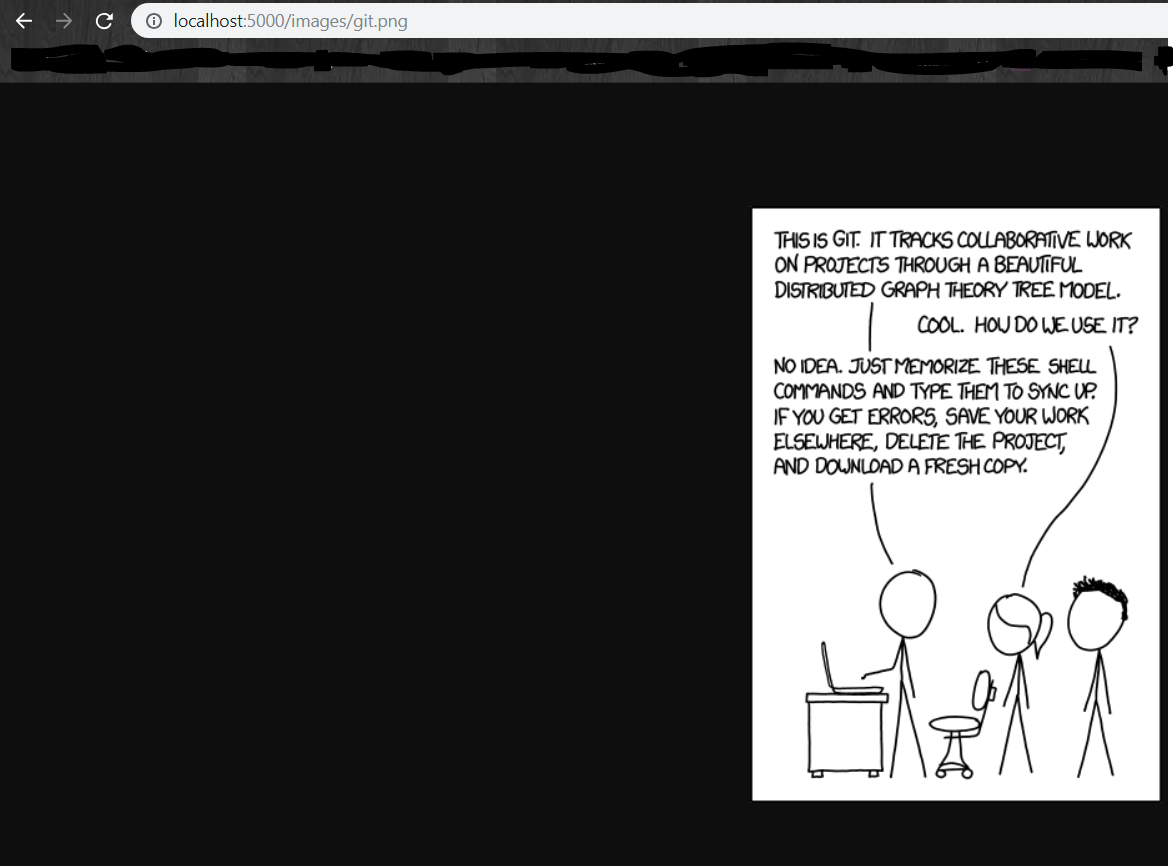 localhost:5000/images/git.png
THIS IS GIT. IT TRACKS COLLABORATIVE WORK
ON PROJECTS THROUGH A BEAUTIFUL
DISTRIBUTED GRAPH THEORY TREE MODEL.
COOL. HOW DO WE USE IT?
NO IDEA. JUST MEMORIZE THESE SHELL
COMMANDS AND TYPE THEM TO SYNC UP.
IF YOU GET ERRORS, SAVE YOUR WORK
ELSEWHERE, DELETE THE PROJECT,
AND DOWNLOAD A FRESH COPY.